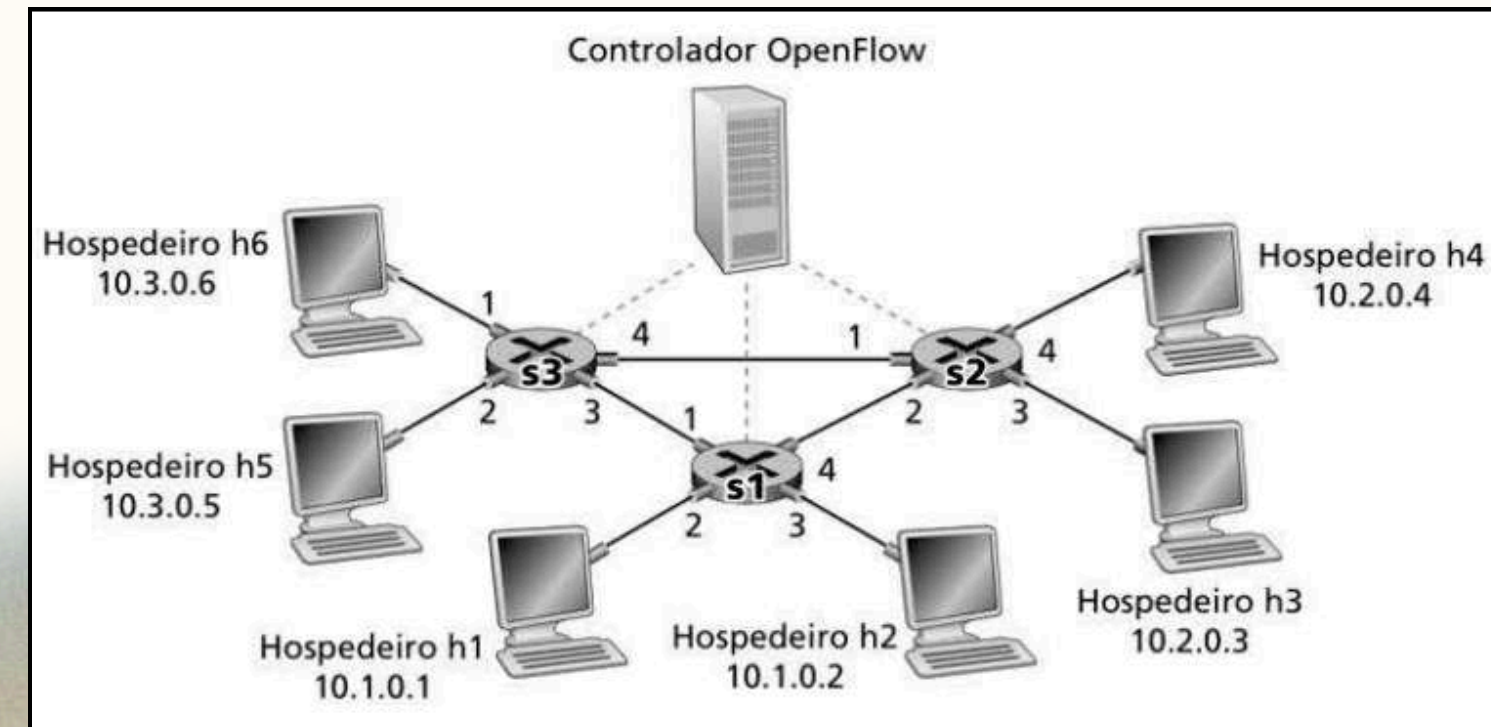 Controlador OpenFlow
Hospedeiro h6
10.3.0.6
Hospedeiro h4
10.2.0.4
1
4
1
4
s3
s2
2
3
1
2
3
Hospedeiro h5
10.3.0.5
s1
4
2
3
Hospedeiro h3
10.2.0.3
Hospedeiro h1
10.1.0.1
Hospedeiro h2
10.1.0.2